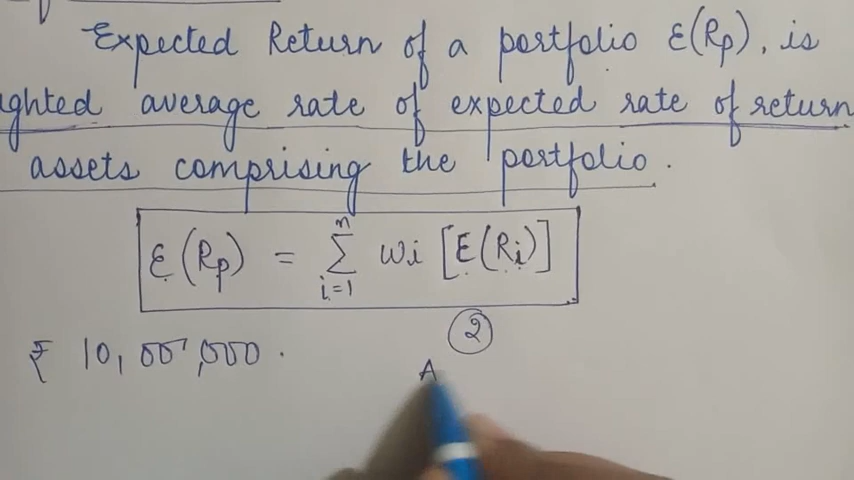 Expected Return of a portfolio E(Rp), is
ghted average rate of expected rate of return
assets comprising the portfolio.
E(Rp) = n∑i=1 wi [E(Ri)]
2
₹ 10,00,000.
A